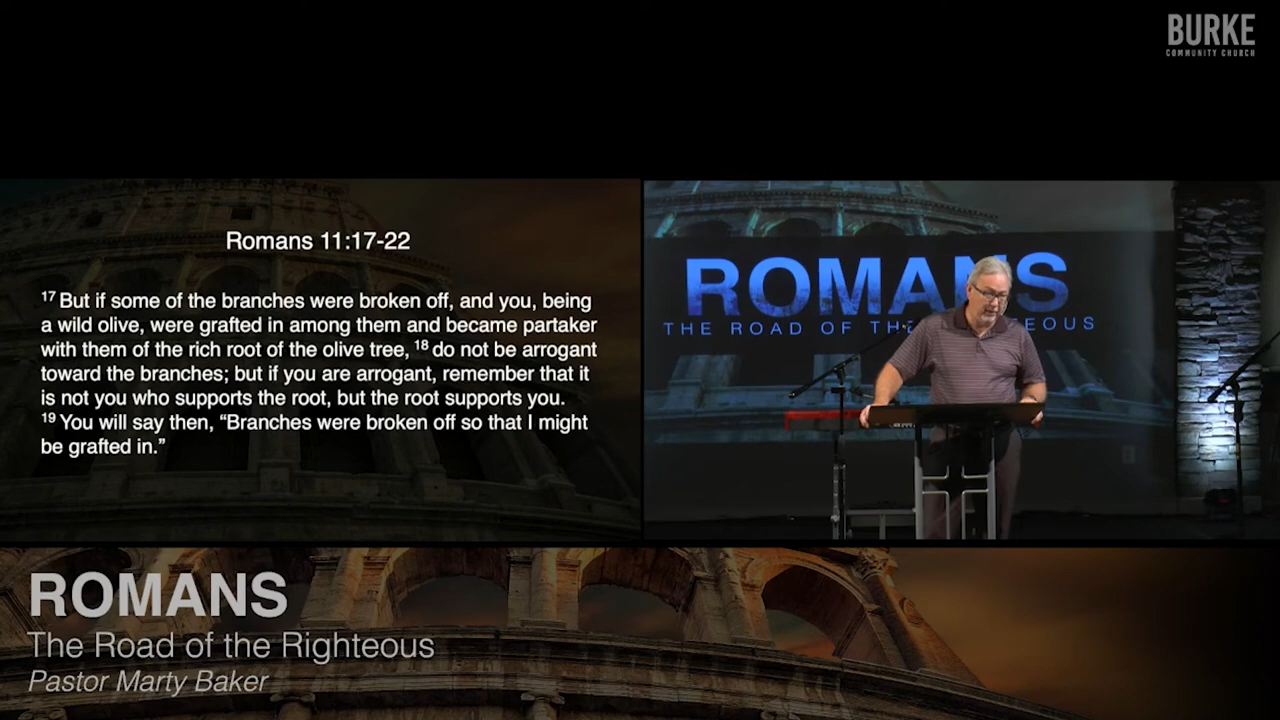 BURKE
COMMUNITY CHURCH
Romans 11:17-22
17 But if some of the branches were broken off, and you, being
a wild olive, were grafted in among them and became partaker
with them of the rich root of the olive tree, 18 do not be arrogant
toward the branches; but if you are arrogant, remember that it
is not you who supports the root, but the root supports you.
19 You will say then, “Branches were broken off so that I might
be grafted in.”
ROMANS
THE ROAD OF THE
EOUS
ROMANS
The Road of the Righteous
Pastor Marty Baker